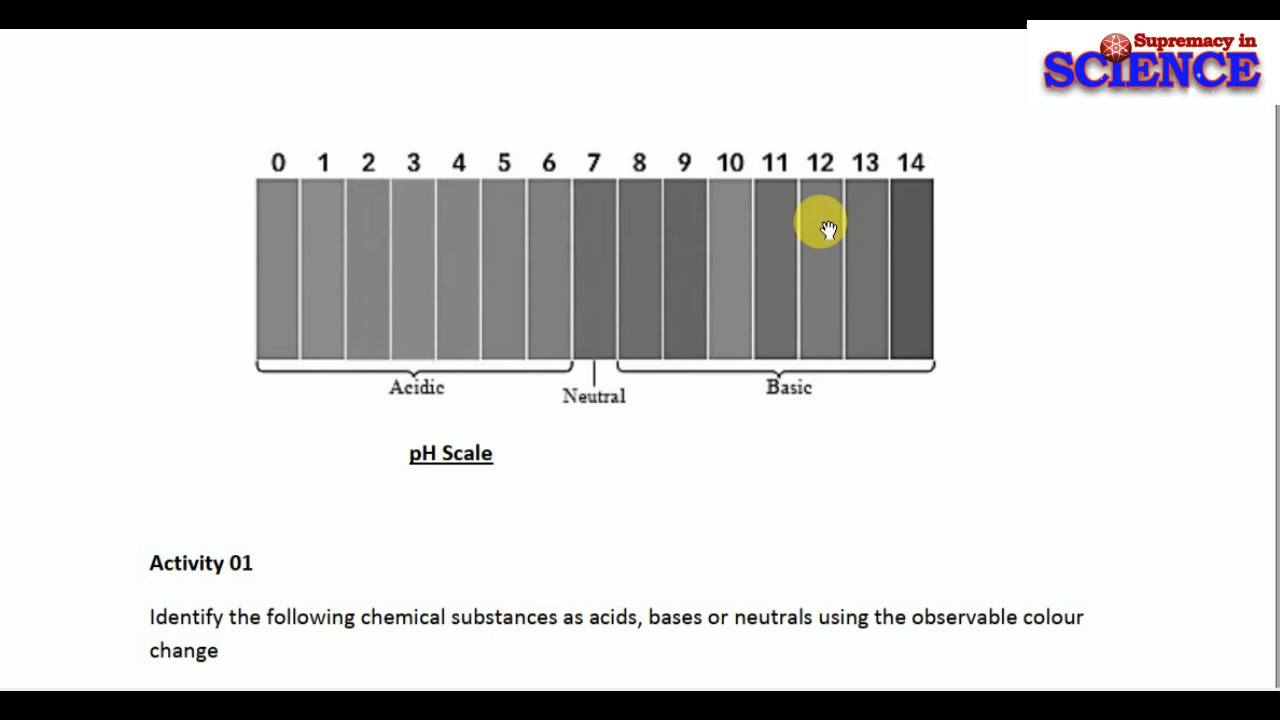 Supremacy in
SCIENCE
0 1 2 3 4 5 6 7 8 9 10 11 12 13 14
Acidic
Neutral
Basic
pH Scale
Activity 01
Identify the following chemical substances as acids, bases or neutrals using the observable colour
change